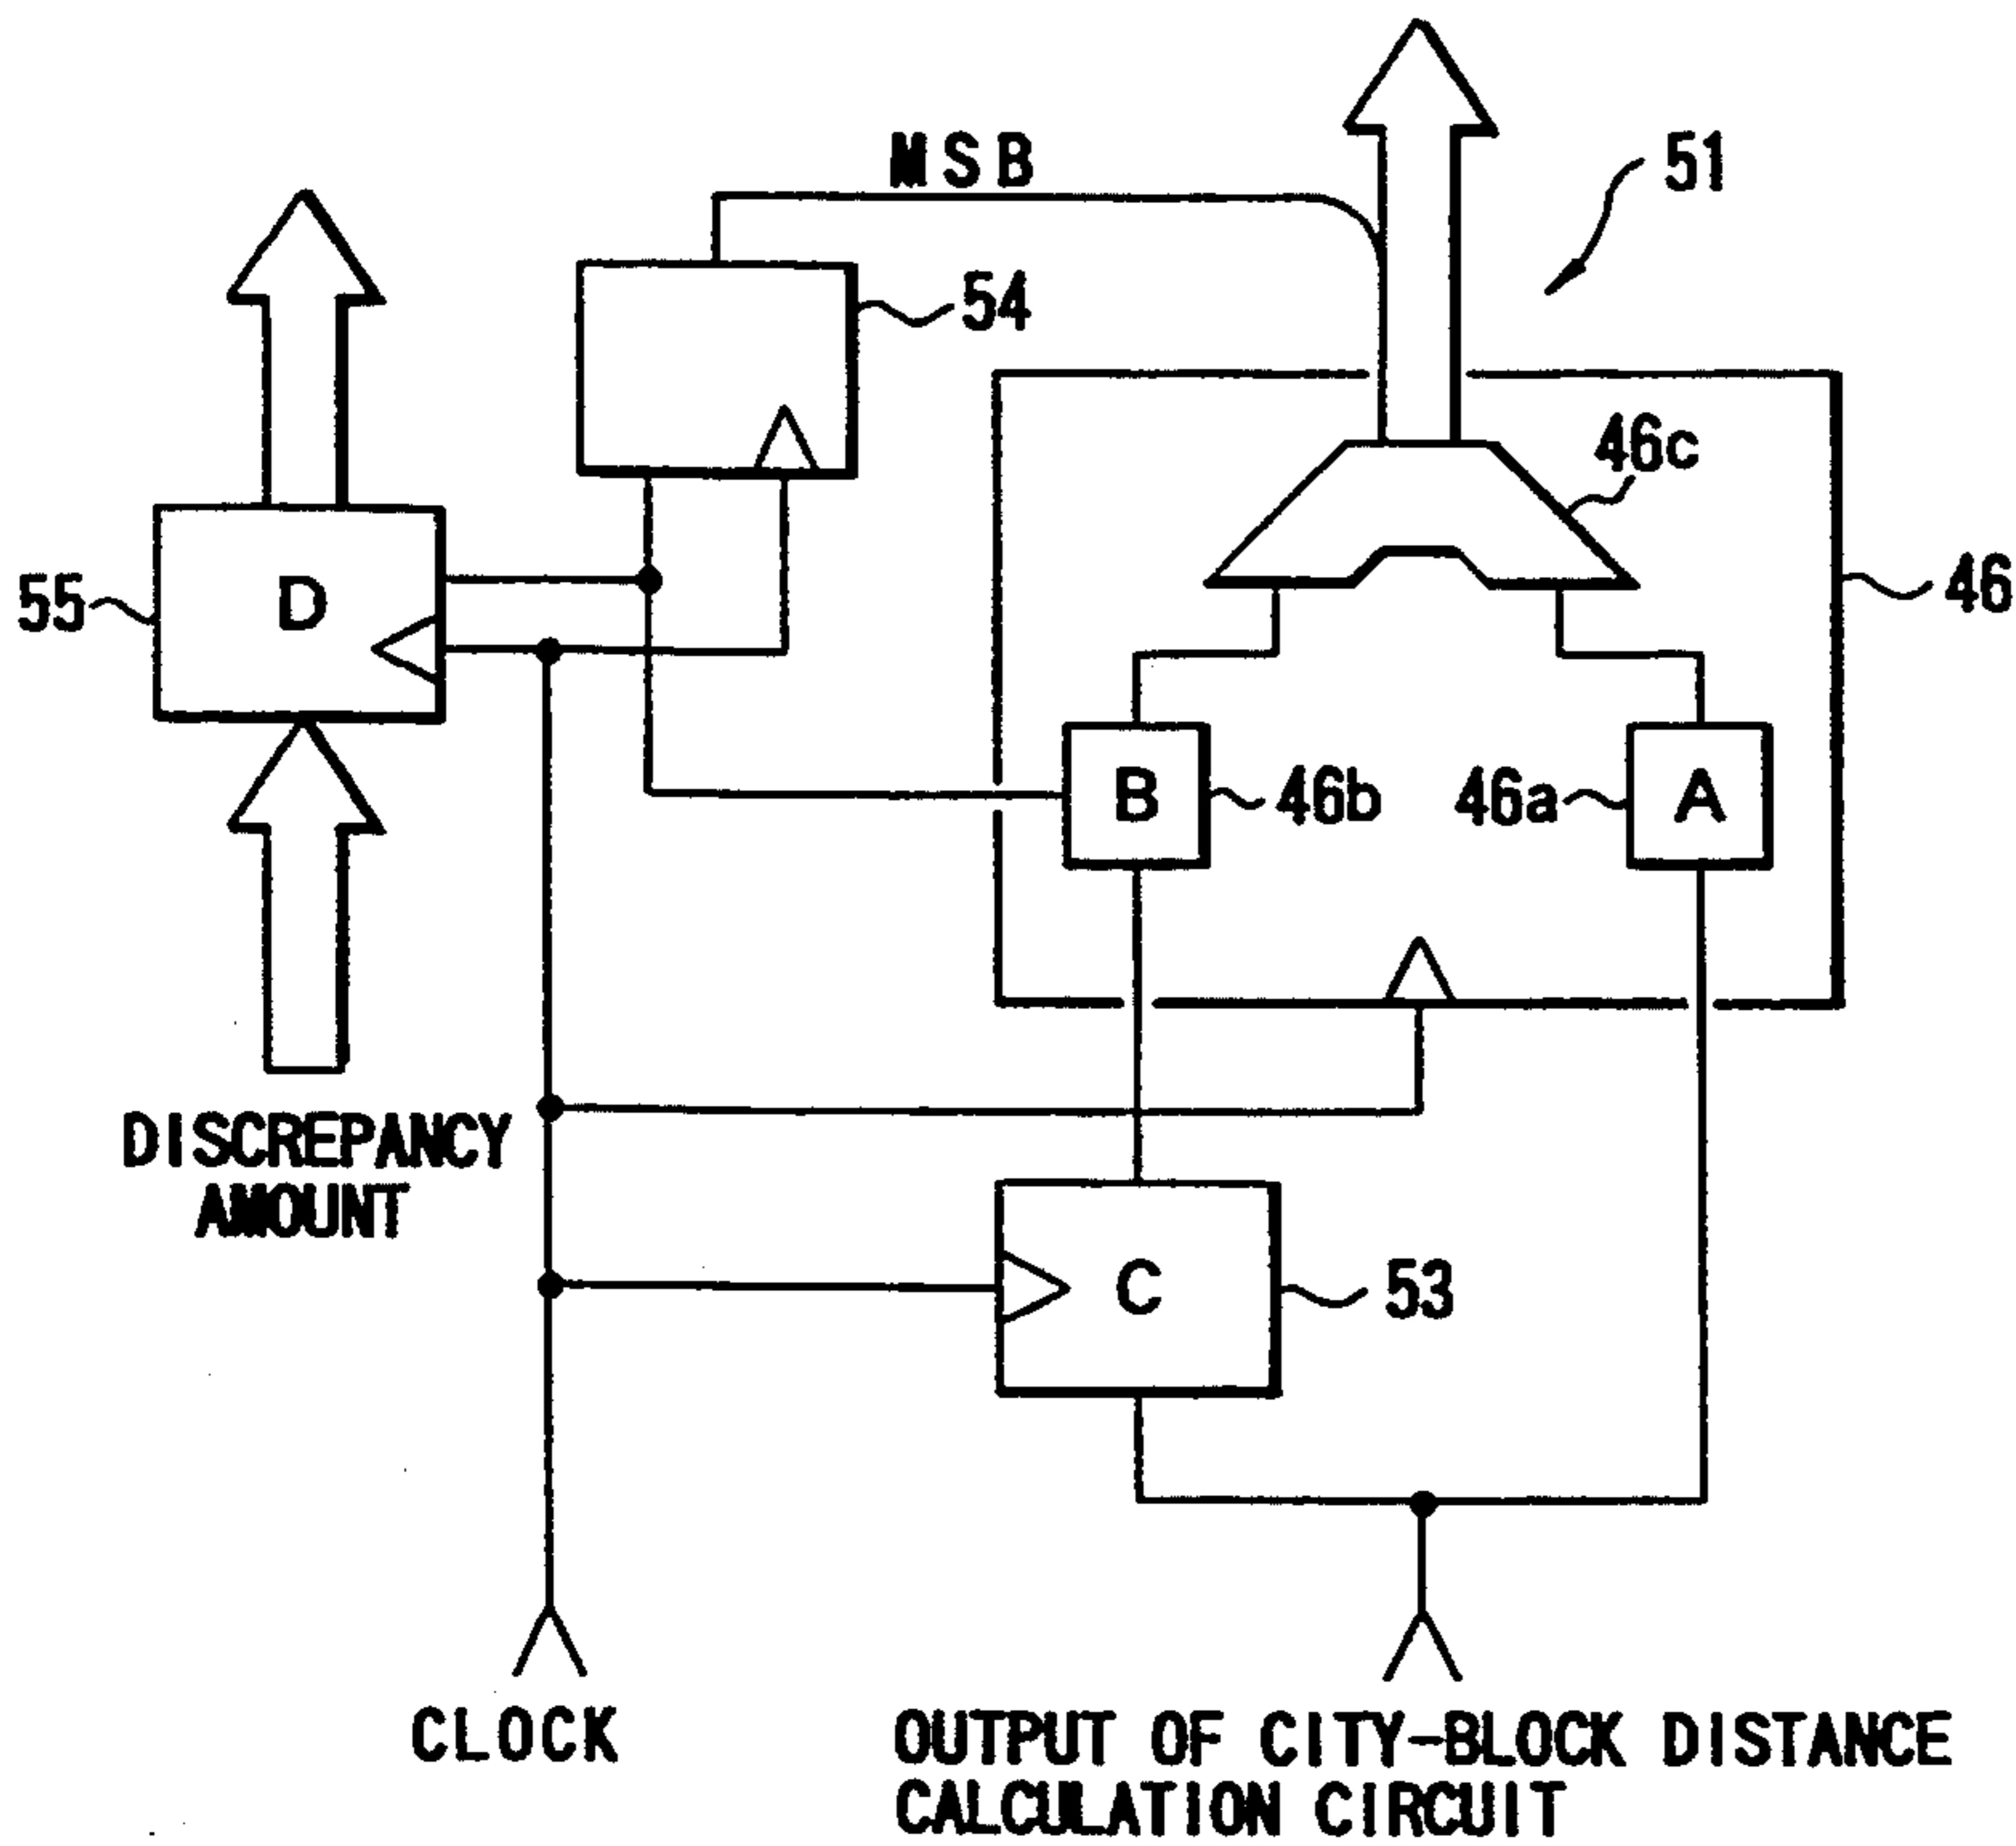 MSB
51
54
46c
55
D
46
B
46b
46a
A
DISCREPANCY
AMOUNT
C
53
CLOCK
OUTPUT OF CITY-BLOCK DISTANCE
CALCULATION CIRCUIT